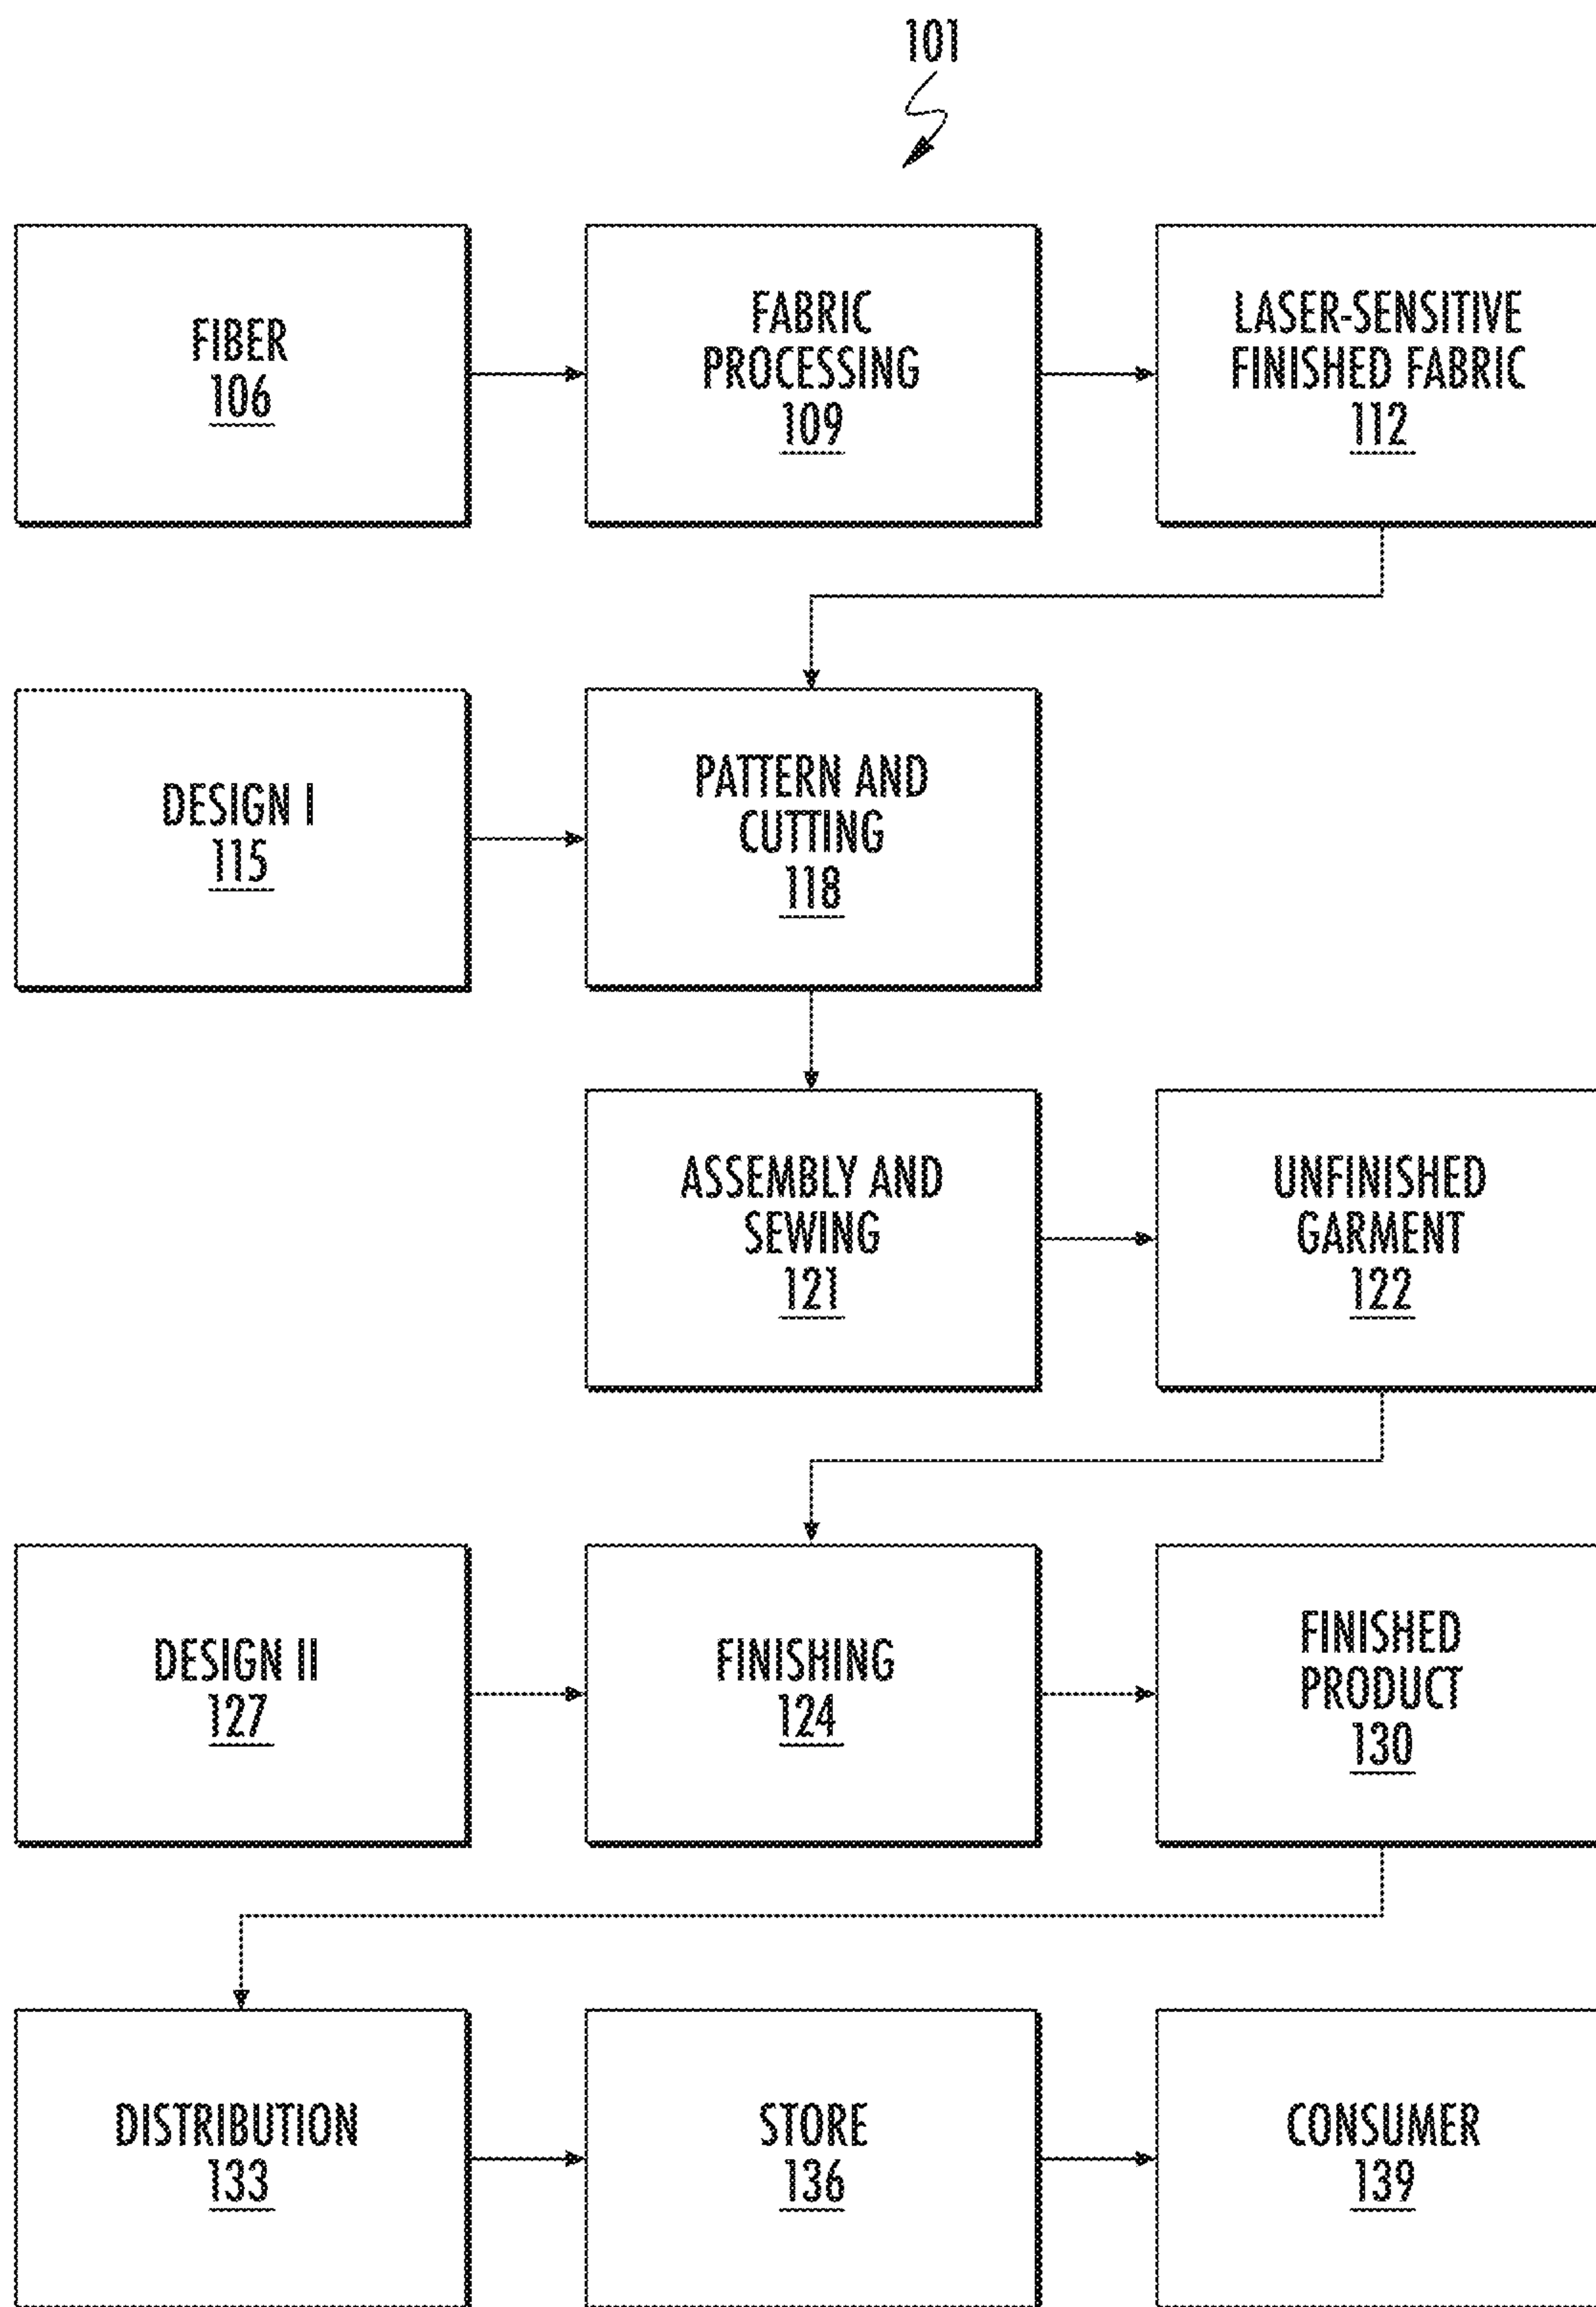 101
FIBER
106
FABRIC
PROCESSING
109
LASER-SENSITIVE
FINISHED FABRIC
112
DESIGN I
115
PATTERN AND
CUTTING
118
ASSEMBLY AND
SEWING
121
UNFINISHED
GARMENT
122
DESIGN II
127
FINISHING
124
FINISHED
PRODUCT
130
DISTRIBUTION
133
STORE
136
CONSUMER
139